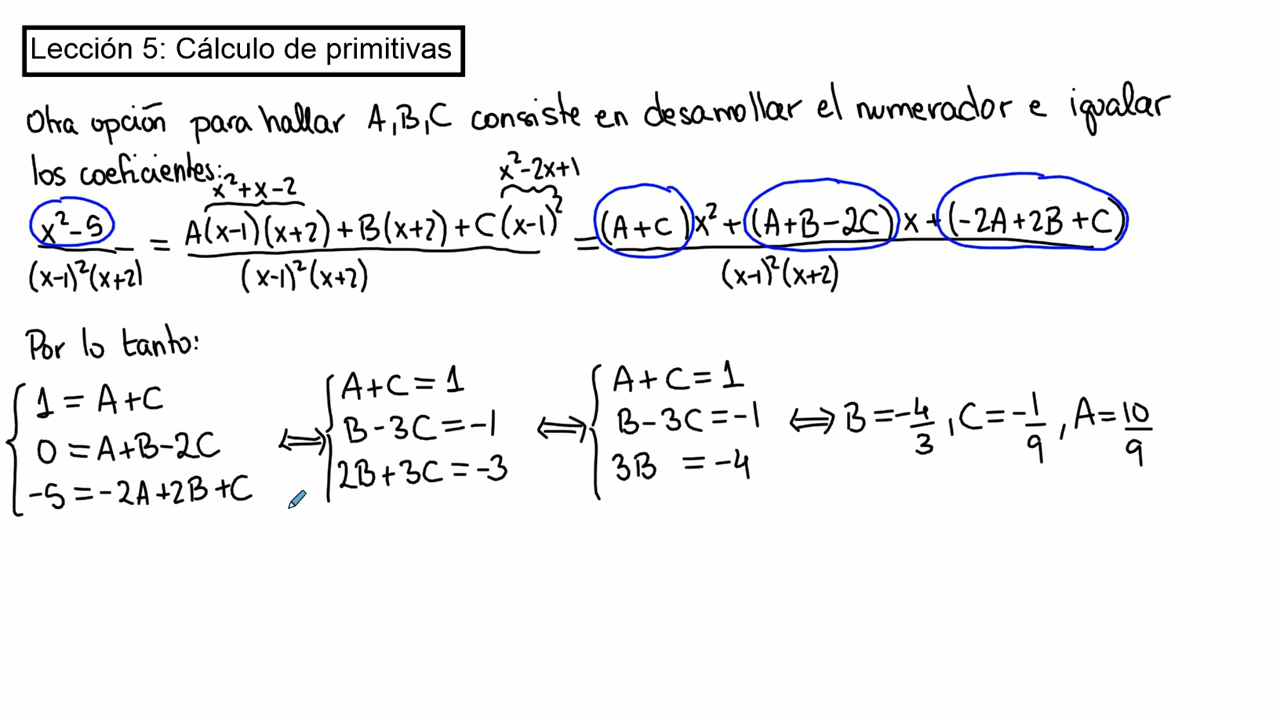 Lección 5: Cálculo de primitivas
Otra opción para hallar A, B, C consiste en desarrollar el numerador e igualar
los coeficientes:
x²+x-2 x²-2x+1
x²-5 / (x-1)²(x+2) = A(x-1)(x+2)+B(x+2)+C(x-1)² / (x-1)²(x+2) = (A+C)x²+(A+B-2C)x+(-2A+2B+C) / (x-1)²(x+2)
Por lo tanto:
{ 1 = A+C ⟺ { A+C = 1 ⟺ { A+C = 1
0 = A+B-2C B-3C = -1 B-3C = -1 ⟺ B = -4/3, C = -1/9, A = 10/9
-5 = -2A+2B+C 2B+3C = -3 3B = -4